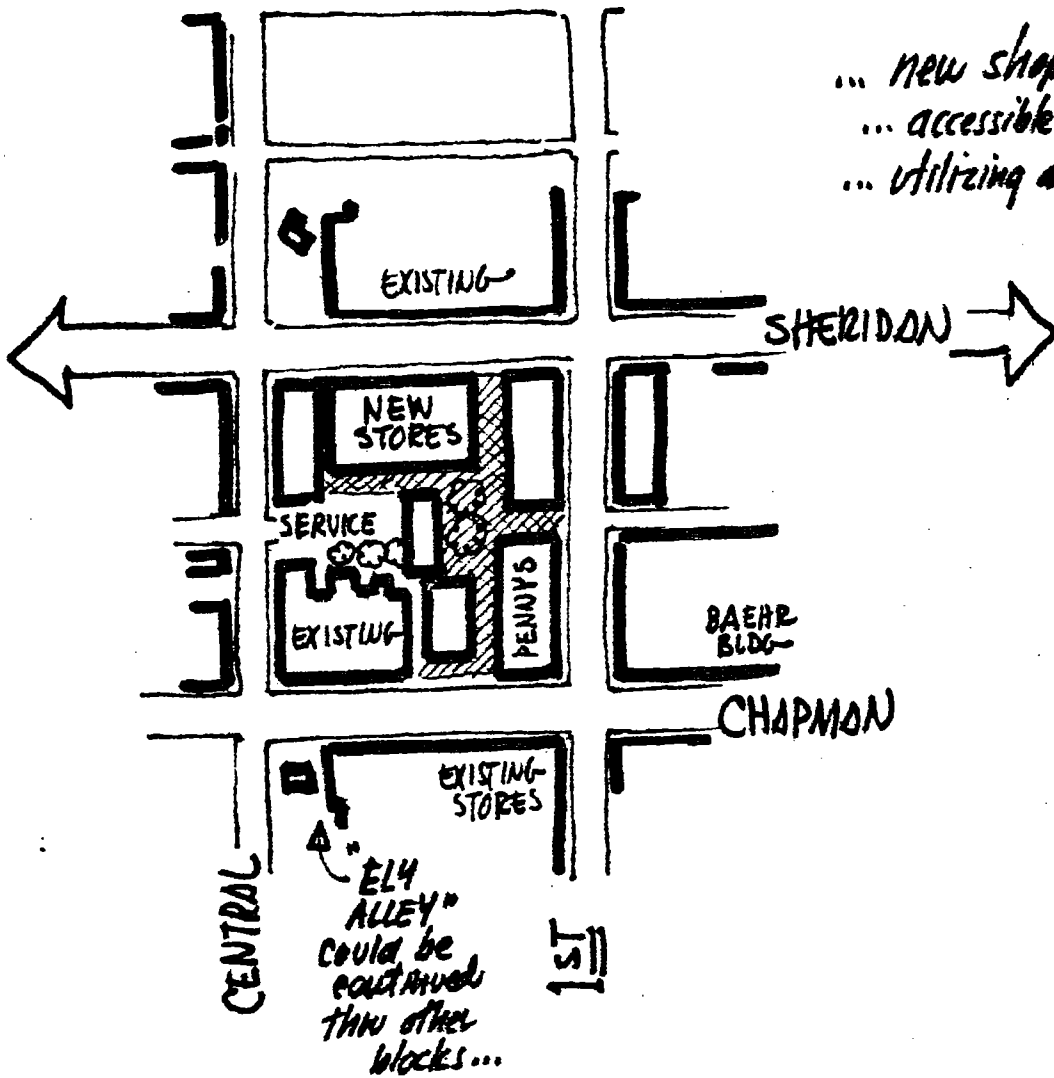 ... new shop
... accessible
... utilizing a
EXISTING
SHERIDAN
NEW
STORES
SERVICE
EXISTING
PENNYS
BAEHR
BLDG
CHAPMAN
EXISTING
STORES
CENTRAL
1ST
"ELY
ALLEY"
could be
continued
thru other
blocks...